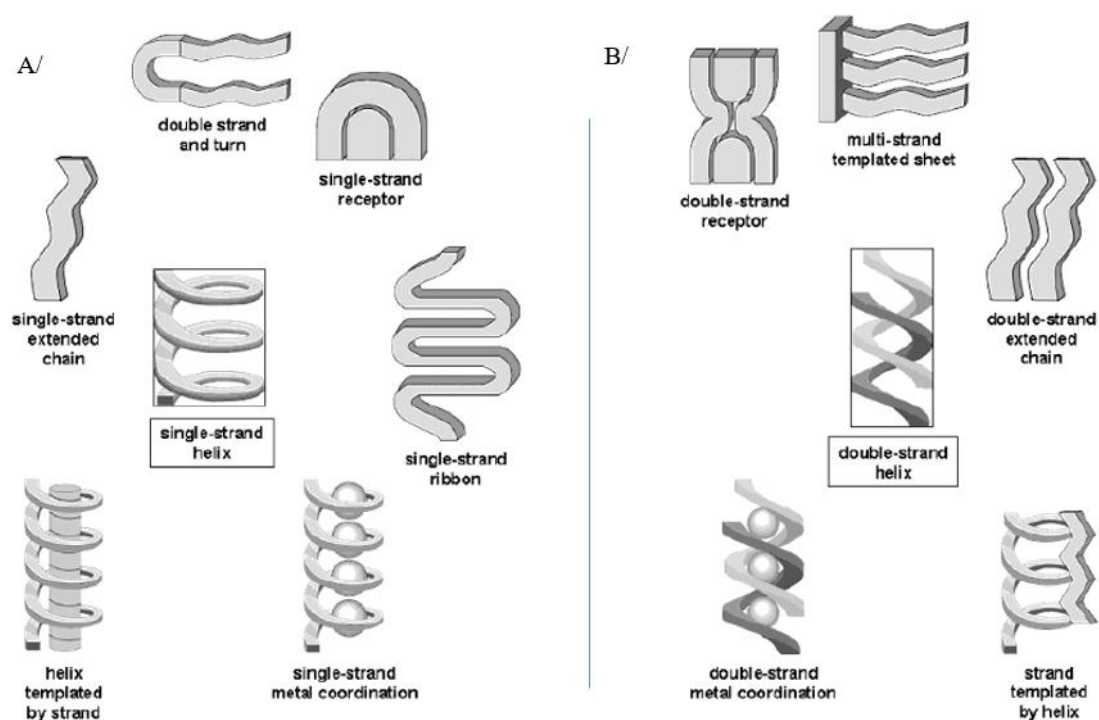 A/
double strand
and turn
single-strand
receptor
single-strand
extended
chain
single-strand
helix
single-strand
ribbon
helix
templated
by strand
single-strand
metal coordination
B/
double-strand
receptor
multi-strand
templated sheet
double-strand
extended
chain
double-strand
helix
double-strand
metal coordination
strand
templated
by helix